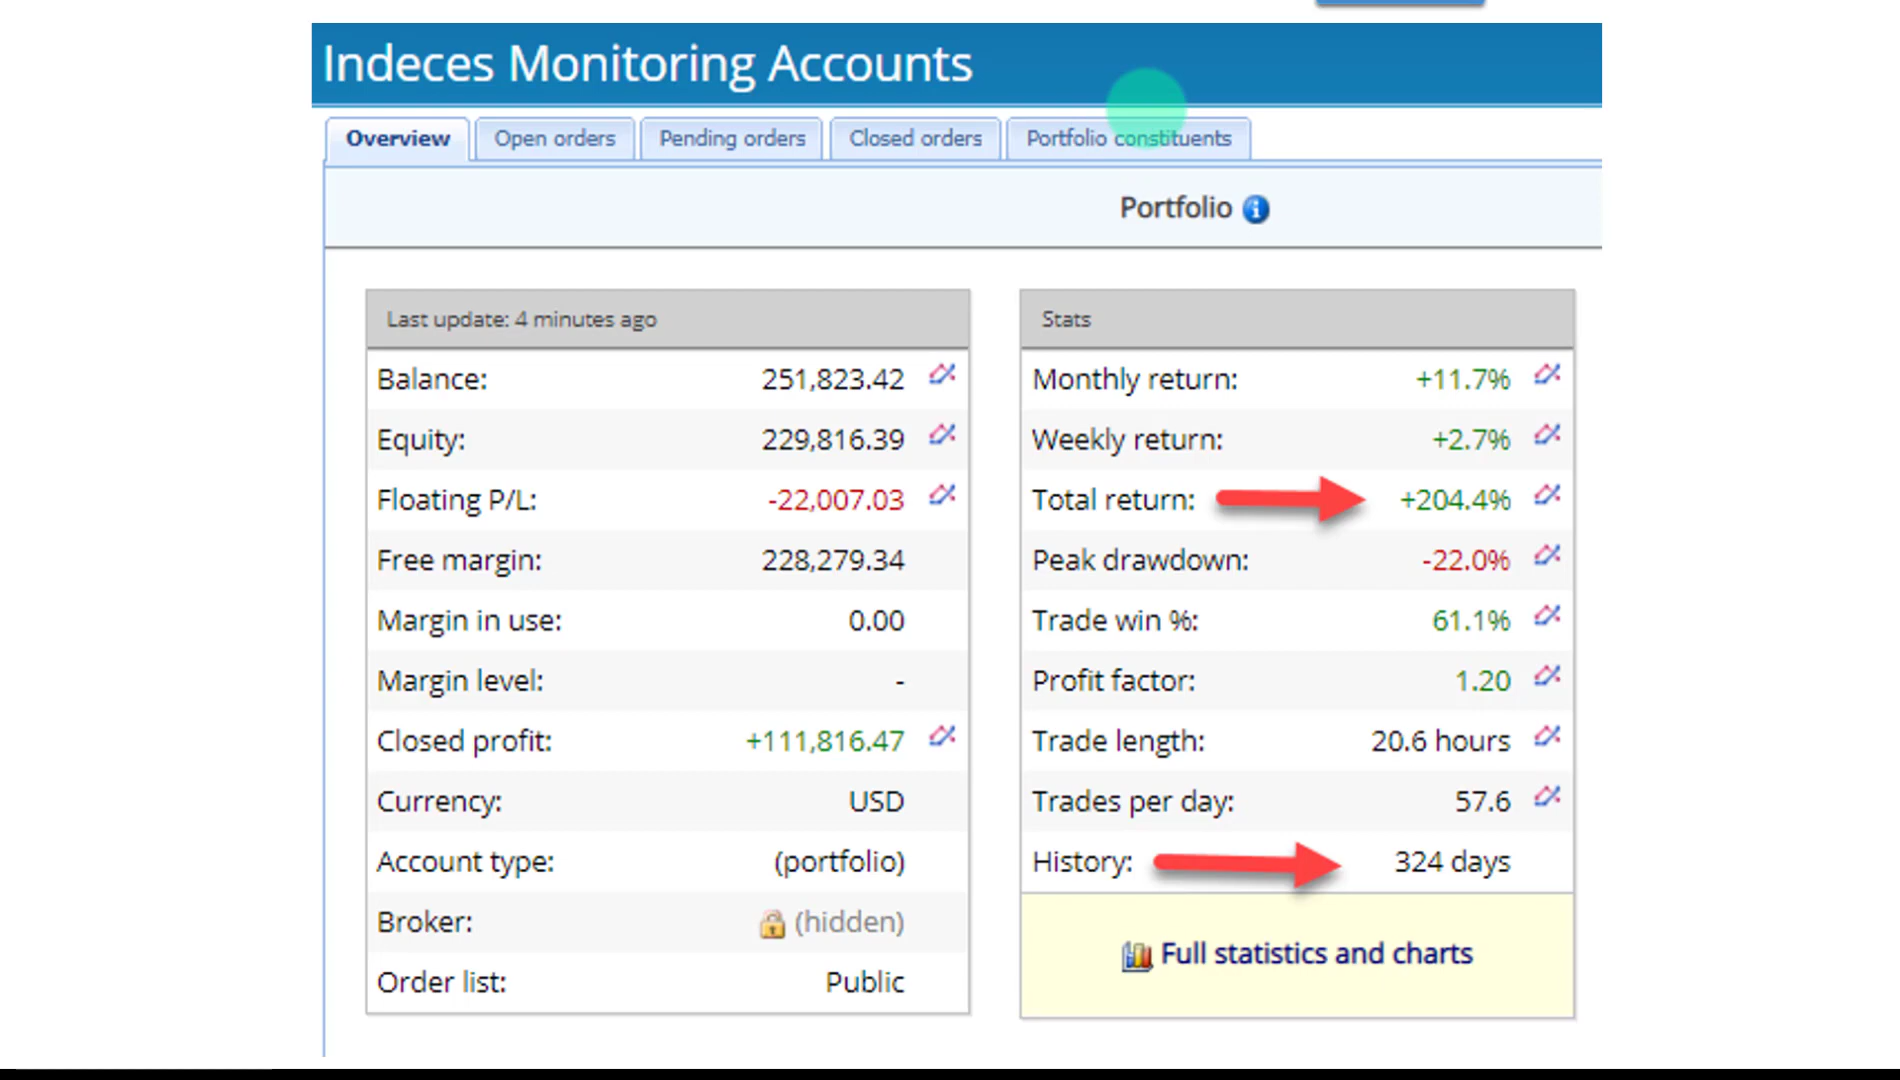 Indeces Monitoring Accounts
Overview
Open orders
Pending orders
Closed orders
Portfolio constituents
Portfolio
Last update: 4 minutes ago
Balance: 251,823.42
Equity: 229,816.39
Floating P/L: -22,007.03
Free margin: 228,279.34
Margin in use: 0.00
Margin level: -
Closed profit: +111,816.47
Currency: USD
Account type: (portfolio)
Broker: (hidden)
Order list: Public
Stats
Monthly return: +11.7%
Weekly return: +2.7%
Total return: +204.4%
Peak drawdown: -22.0%
Trade win %: 61.1%
Profit factor: 1.20
Trade length: 20.6 hours
Trades per day: 57.6
History: 324 days
Full statistics and charts